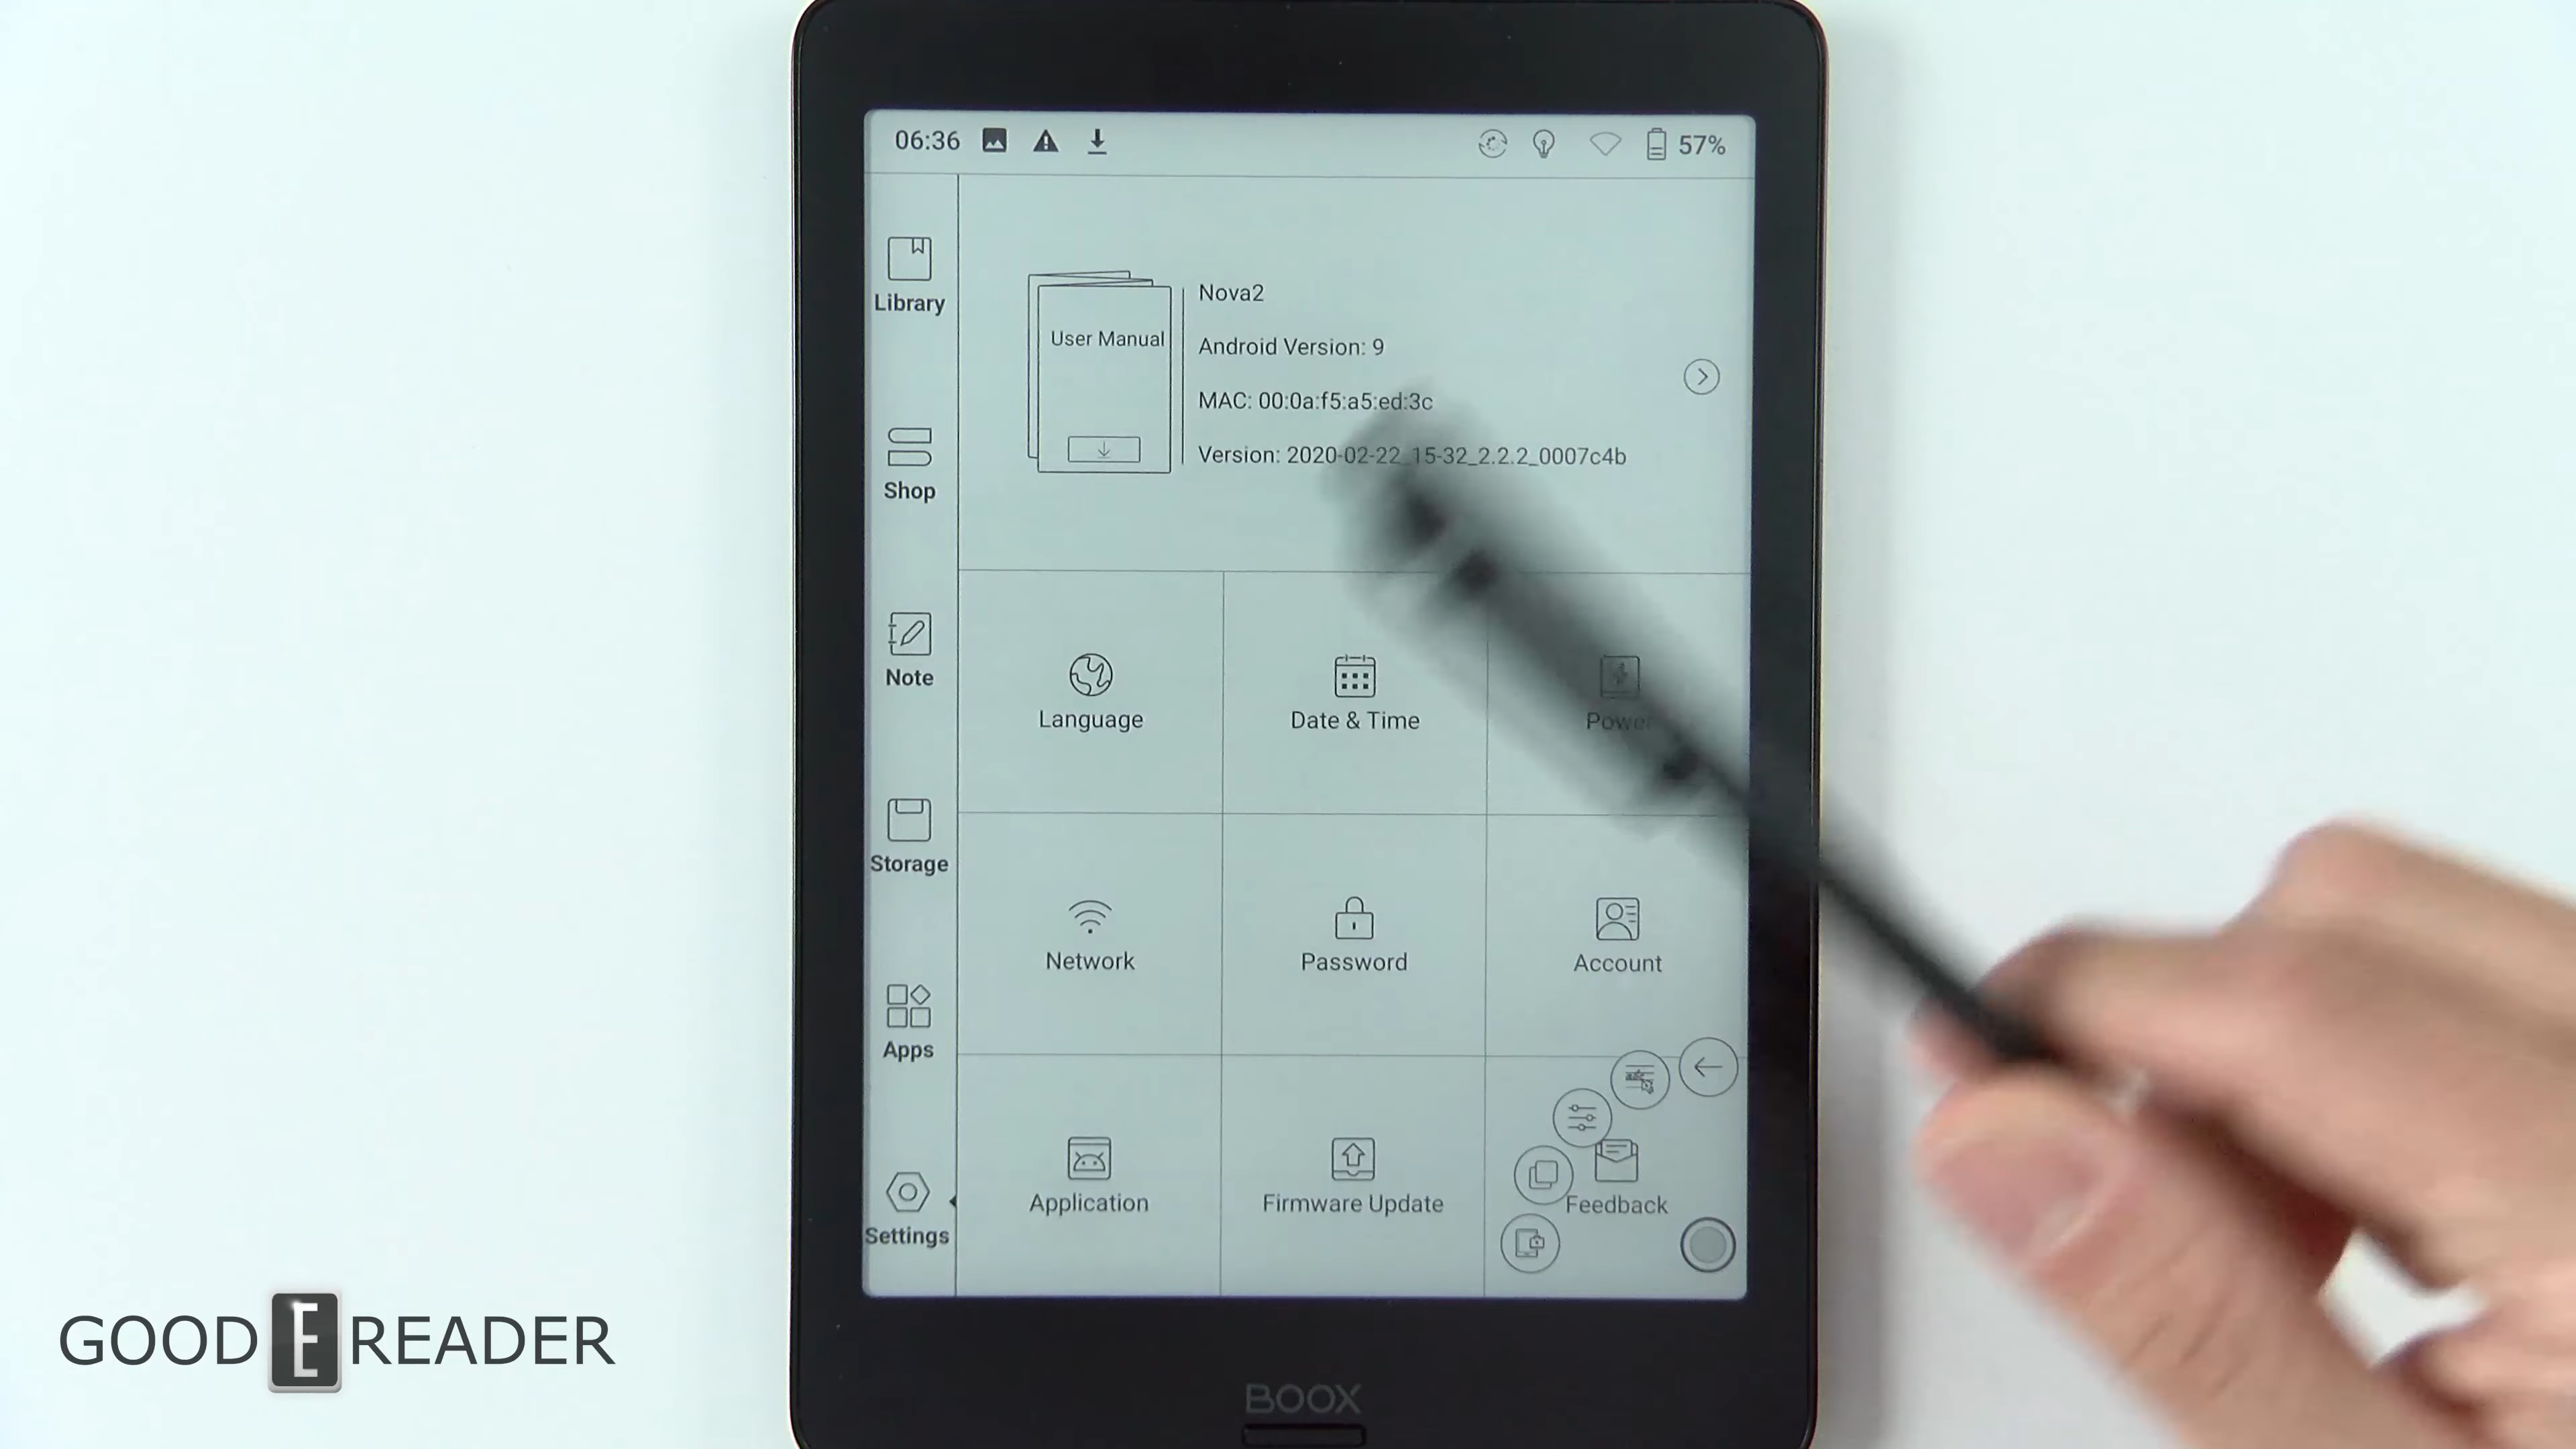 06:36
57%
Library
Shop
Note
Storage
Apps
Settings
User Manual
Nova2
Android Version: 9
MAC: 00:0a:f5:a5:ed:3c
Version: 2020-02-22_15-32_2.2.2_0007c4b
Language
Date & Time
Power
Network
Password
Account
Application
Firmware Update
Feedback
GOOD E READER
BOOX